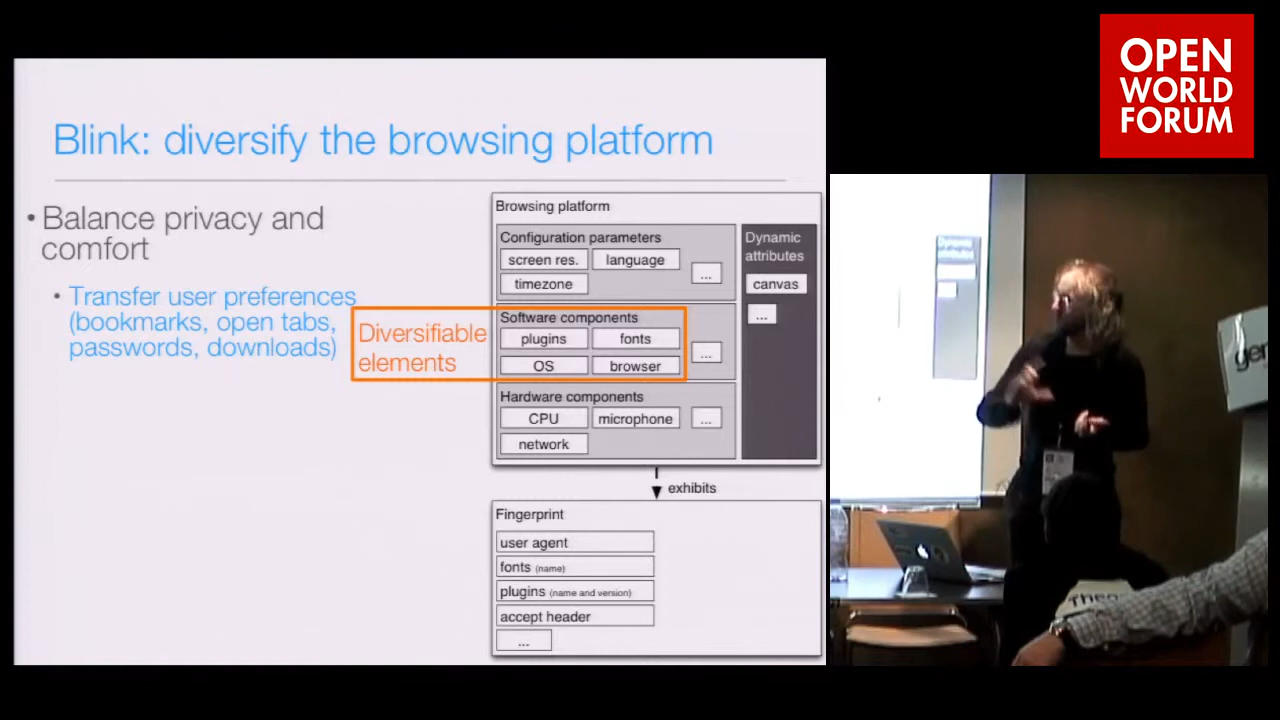 OPEN
WORLD
FORUM
Blink: diversify the browsing platform
• Balance privacy and
comfort
• Transfer user preferences
(bookmarks, open tabs,
passwords, downloads)
Diversifiable
elements
Browsing platform
Configuration parameters
screen res.
language
timezone
...
Dynamic
attributes
canvas
...
Software components
plugins
fonts
OS
browser
...
Hardware components
CPU
microphone
network
...
exhibits
Fingerprint
user agent
fonts (name)
plugins (name and version)
accept header
...